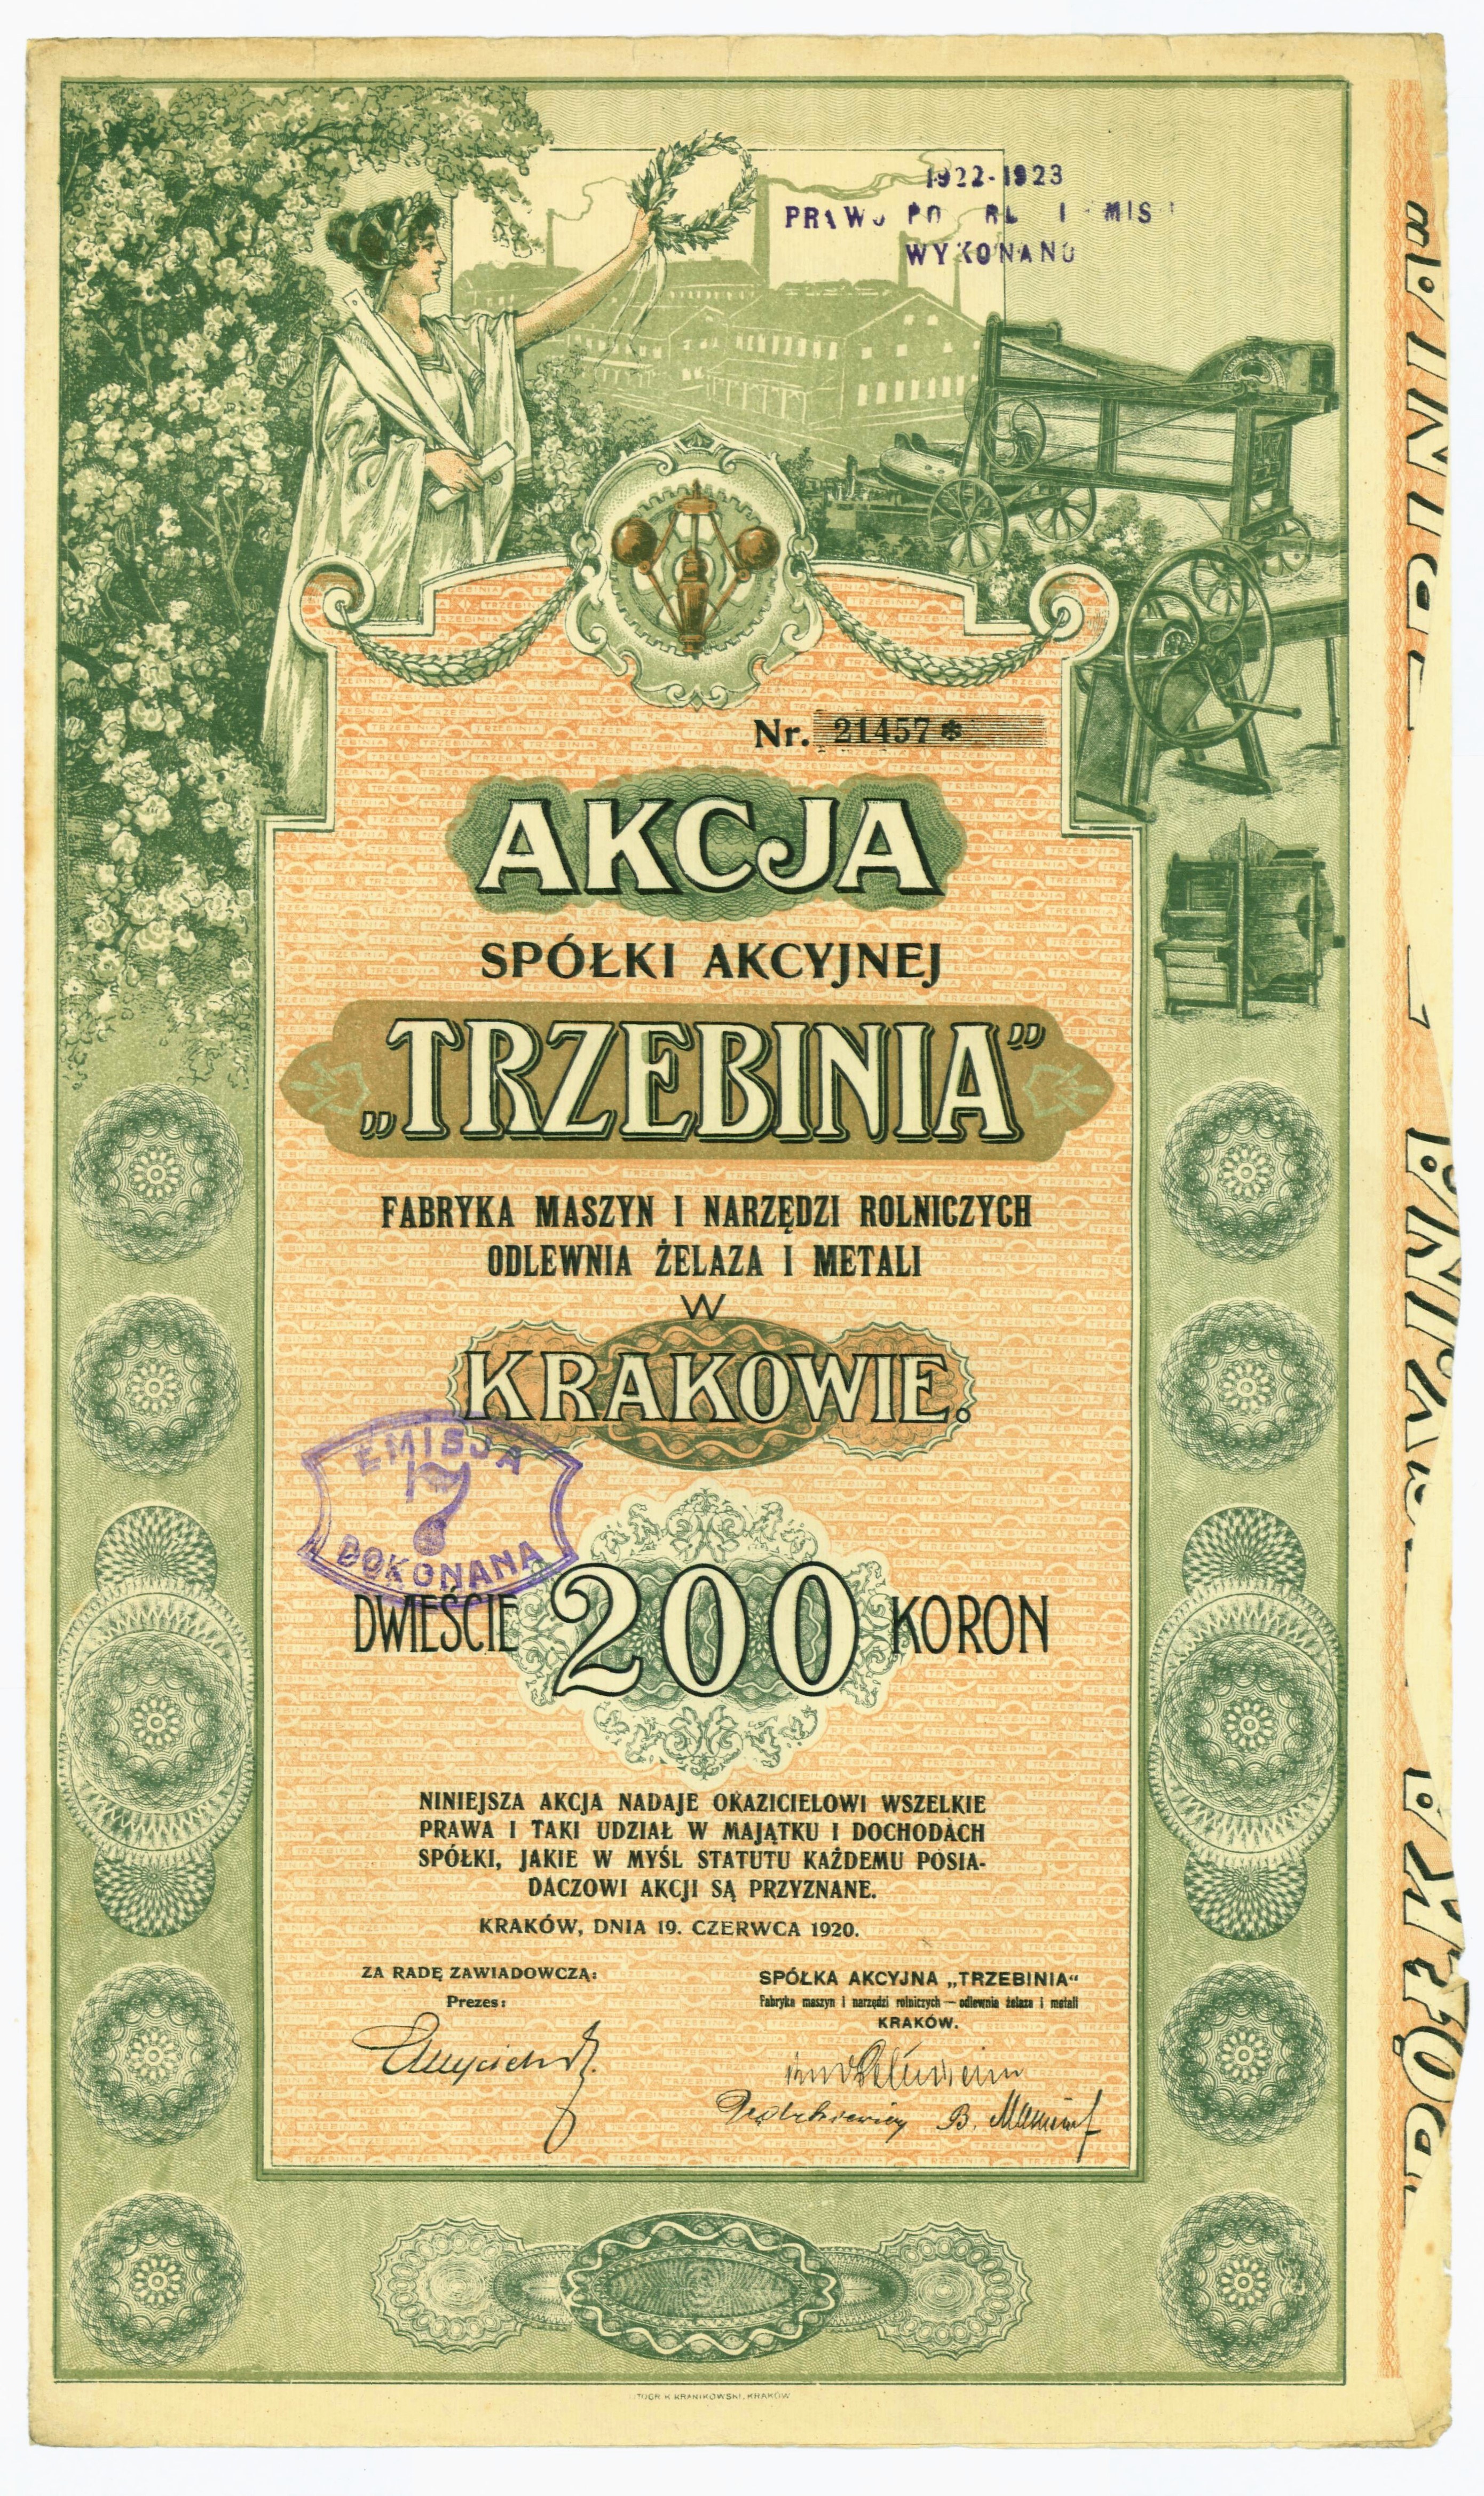 1922-1923
WYKONANO
Nr. 21457*
AKCJA
SPÓŁKI AKCYJNEJ
„TRZEBINIA”
FABRYKA MASZYN I NARZĘDZI ROLNICZYCH
ODLEWNIA ŻELAZA I METALI
W
KRAKOWIE.
EMISJA
7
DOKONANA
DWIEŚCIE 200 KORON
NINIEJSZA AKCJA NADAJE OKAZICIELOWI WSZELKIE
PRAWA I TAKI UDZIAŁ W MAJĄTKU I DOCHODACH
SPÓŁKI, JAKIE W MYŚL STATUTU KAŻDEMU POSIA-
DACZOWI AKCJI SĄ PRZYZNANE.
KRAKÓW, DNIA 19. CZERWCA 1920.
ZA RADĘ ZAWIADOWCZĄ:
Prezes:
SPÓŁKA AKCYJNA „TRZEBINIA“
Fabryka maszyn i narzędzi rolniczych — odlewnia żelaza i metali
KRAKÓW.
K KRANIKOWSKI, KRAKÓW